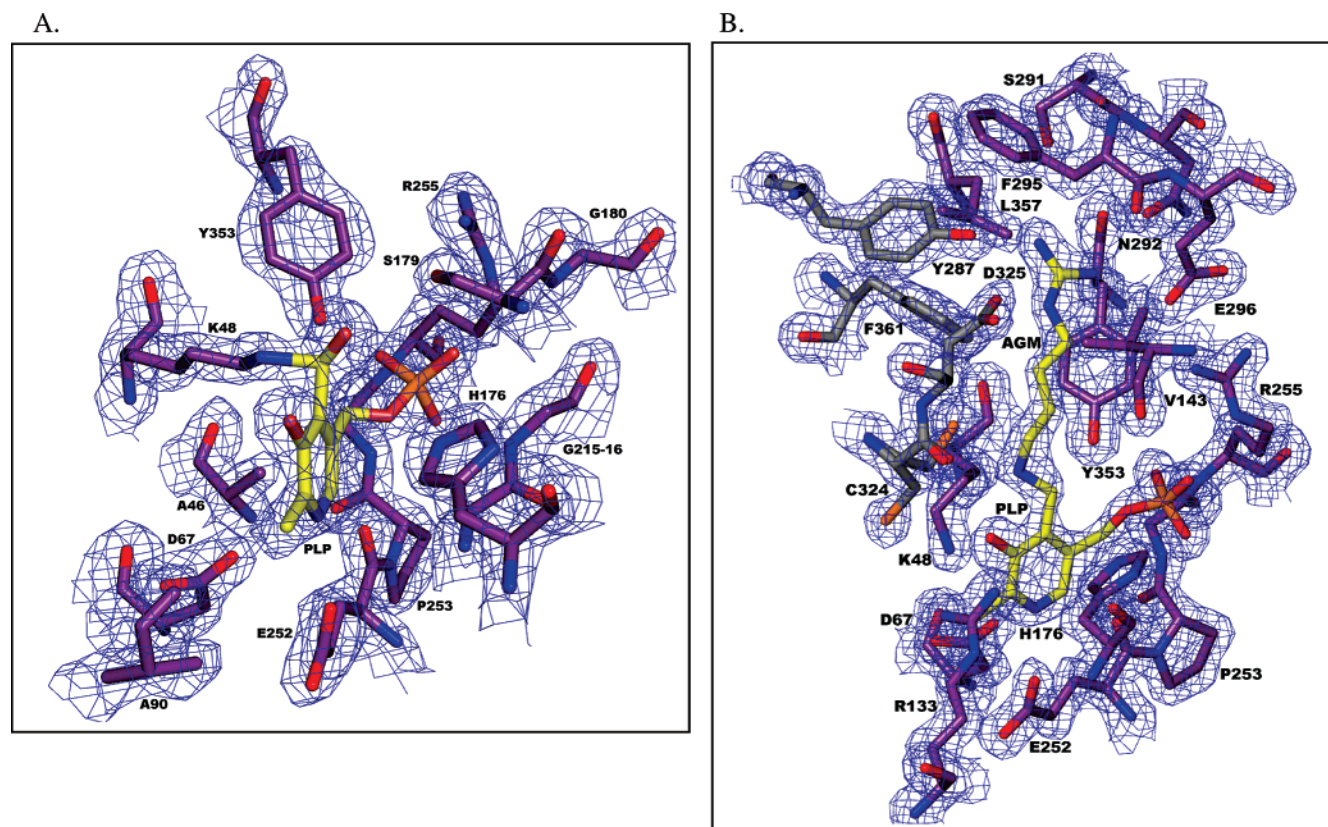 A.
Y353
R255
G180
S179
K48
H176
G215-16
A46
D67
PLP
P253
E252
A90
B.
S291
F295
L357
N292
Y287
D325
E296
F361
AGM
R255
V143
Y353
C324
PLP
K48
D67
H176
P253
R133
E252